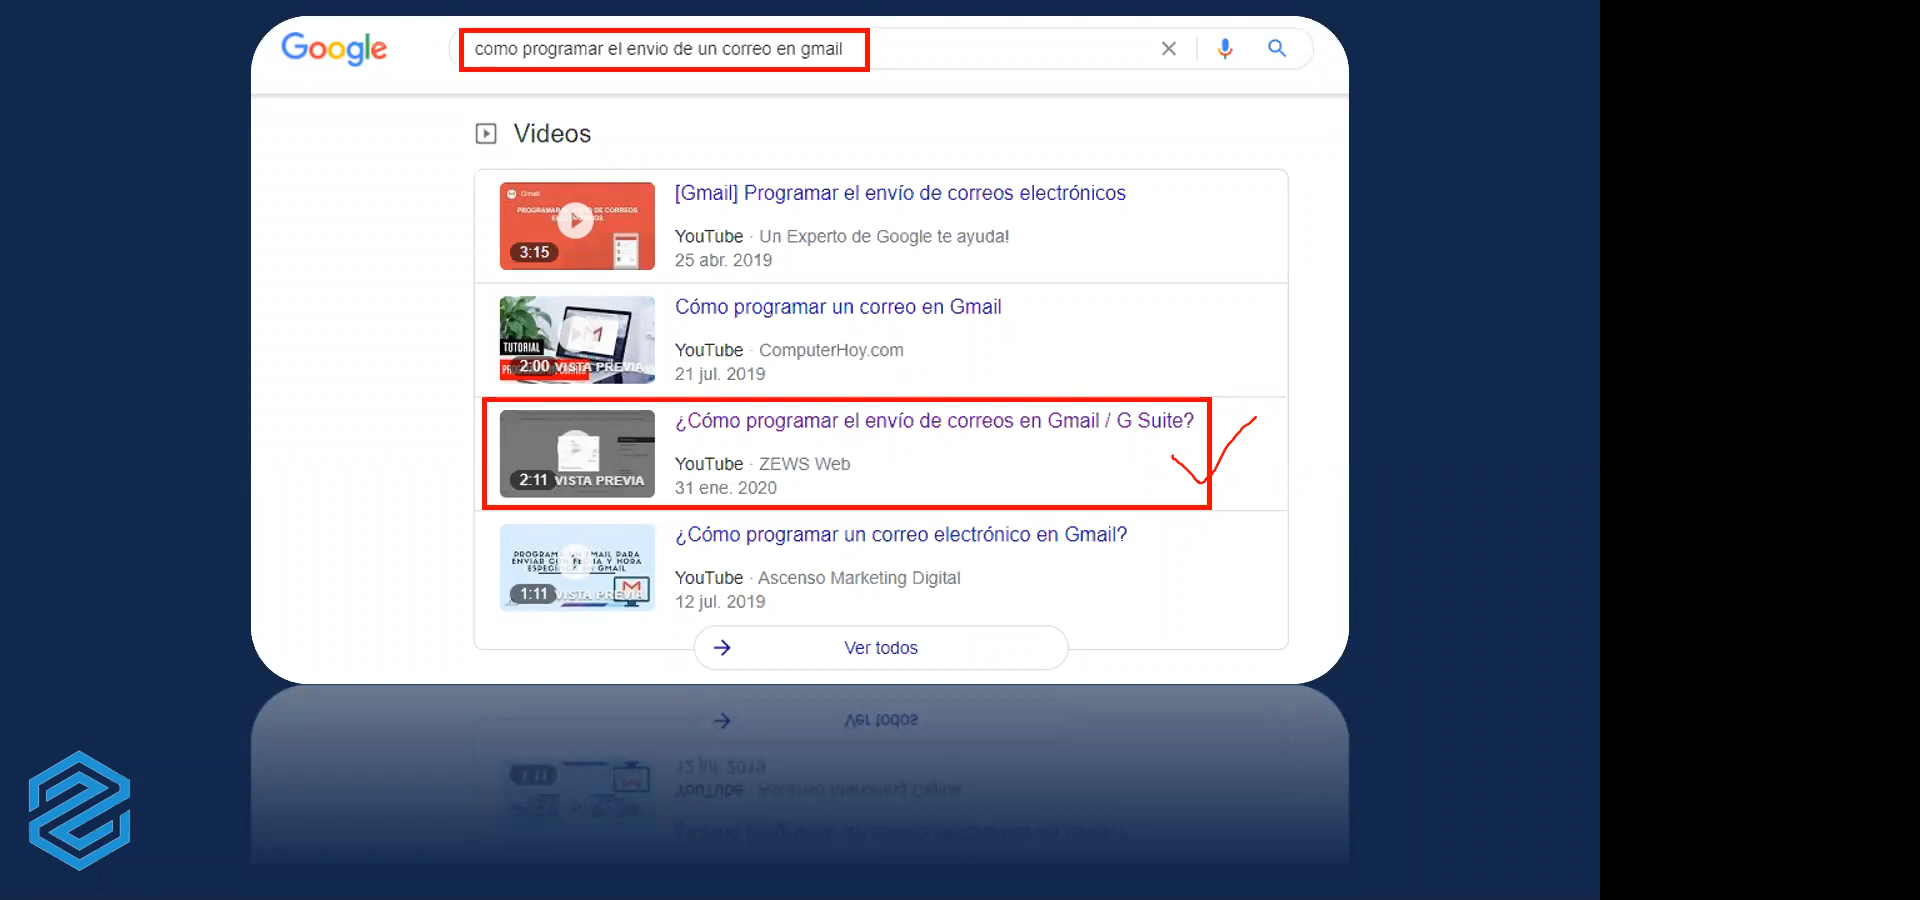 Google
como programar el envio de un correo en gmail
Videos
Gmail
3:15
[Gmail] Programar el envío de correos electrónicos
YouTube · Un Experto de Google te ayuda!
25 abr. 2019
TUTORIAL
2:00 VISTA PREVIA
Cómo programar un correo en Gmail
YouTube · ComputerHoy.com
21 jul. 2019
2:11 VISTA PREVIA
¿Cómo programar el envío de correos en Gmail / G Suite?
YouTube · ZEWS Web
31 ene. 2020
1:11 VISTA PREVIA
¿Cómo programar un correo electrónico en Gmail?
YouTube · Ascenso Marketing Digital
12 jul. 2019
Ver todos